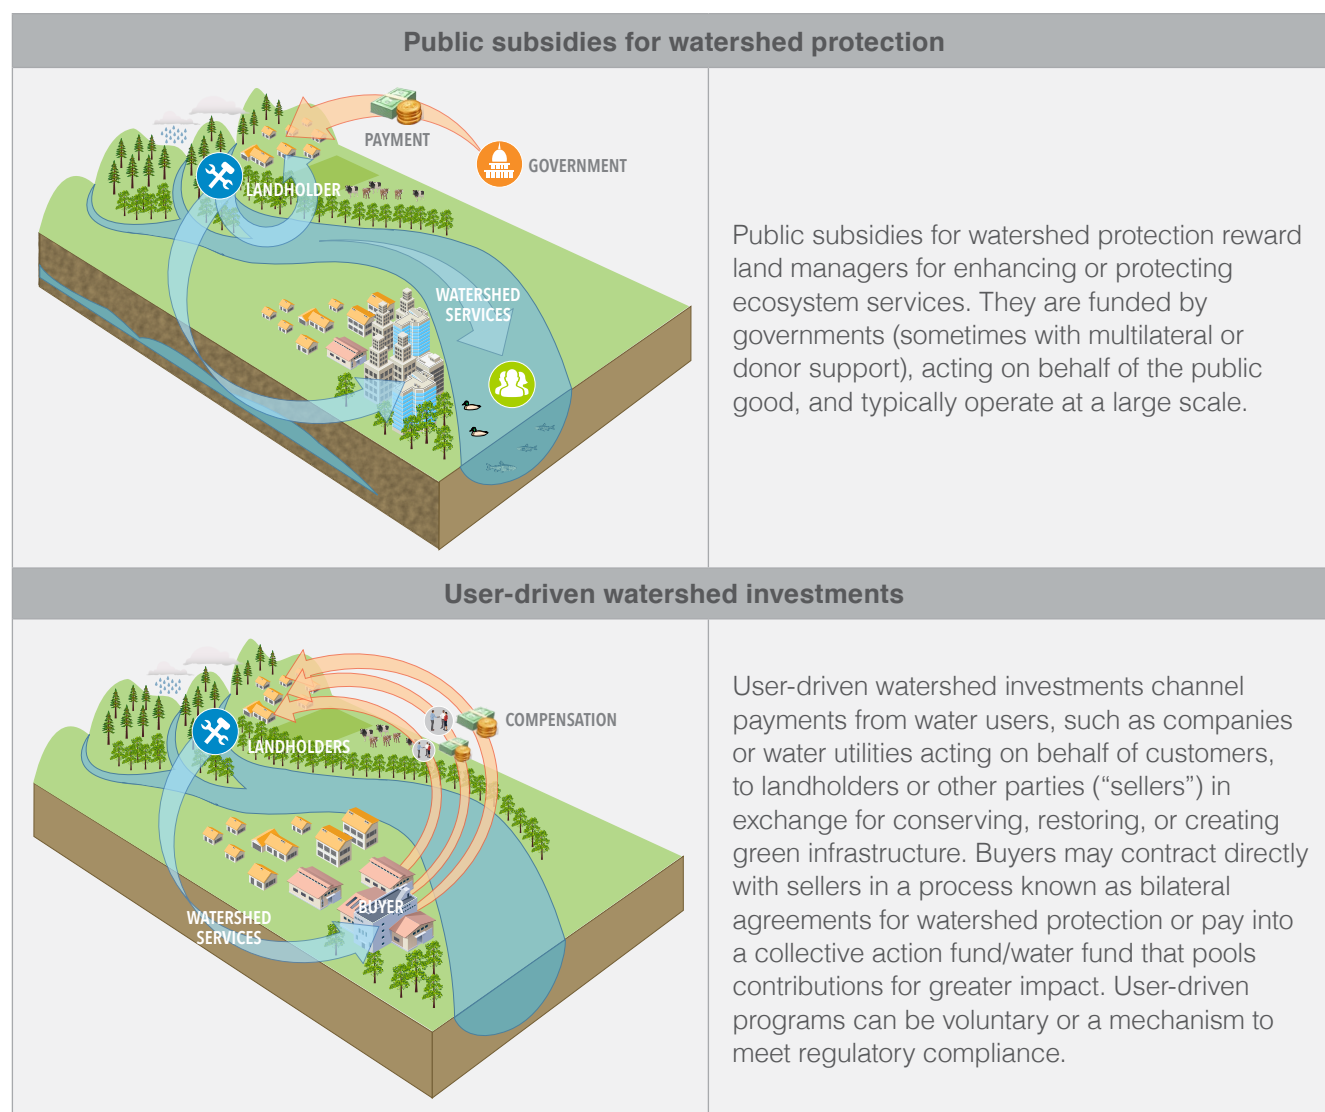 Public subsidies for watershed protection
PAYMENT
GOVERNMENT
LANDHOLDER
WATERSHED
SERVICES
Public subsidies for watershed protection reward
land managers for enhancing or protecting
ecosystem services. They are funded by
governments (sometimes with multilateral or
donor support), acting on behalf of the public
good, and typically operate at a large scale.
User-driven watershed investments
COMPENSATION
LANDHOLDERS
BUYER
WATERSHED
SERVICES
User-driven watershed investments channel
payments from water users, such as companies
or water utilities acting on behalf of customers,
to landholders or other parties (“sellers”) in
exchange for conserving, restoring, or creating
green infrastructure. Buyers may contract directly
with sellers in a process known as bilateral
agreements for watershed protection or pay into
a collective action fund/water fund that pools
contributions for greater impact. User-driven
programs can be voluntary or a mechanism to
meet regulatory compliance.